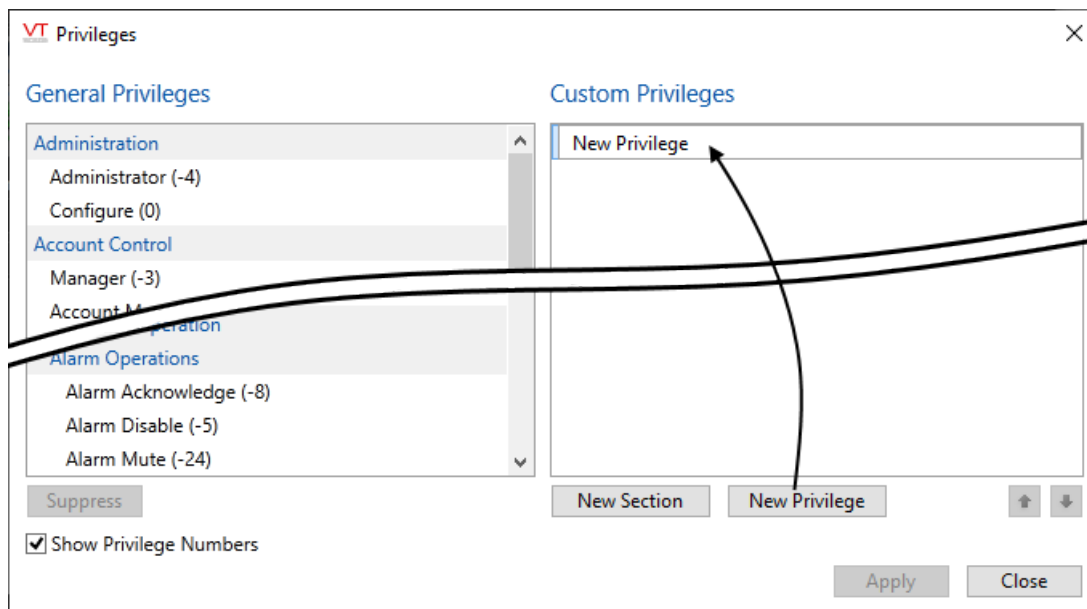 VT Privileges
General Privileges
Administration
Administrator (-4)
Configure (0)
Account Control
Manager (-3)
Account
Operation
Alarm Operations
Alarm Acknowledge (-8)
Alarm Disable (-5)
Alarm Mute (-24)
Suppress
Show Privilege Numbers
Custom Privileges
New Privilege
New Section
New Privilege
Apply
Close